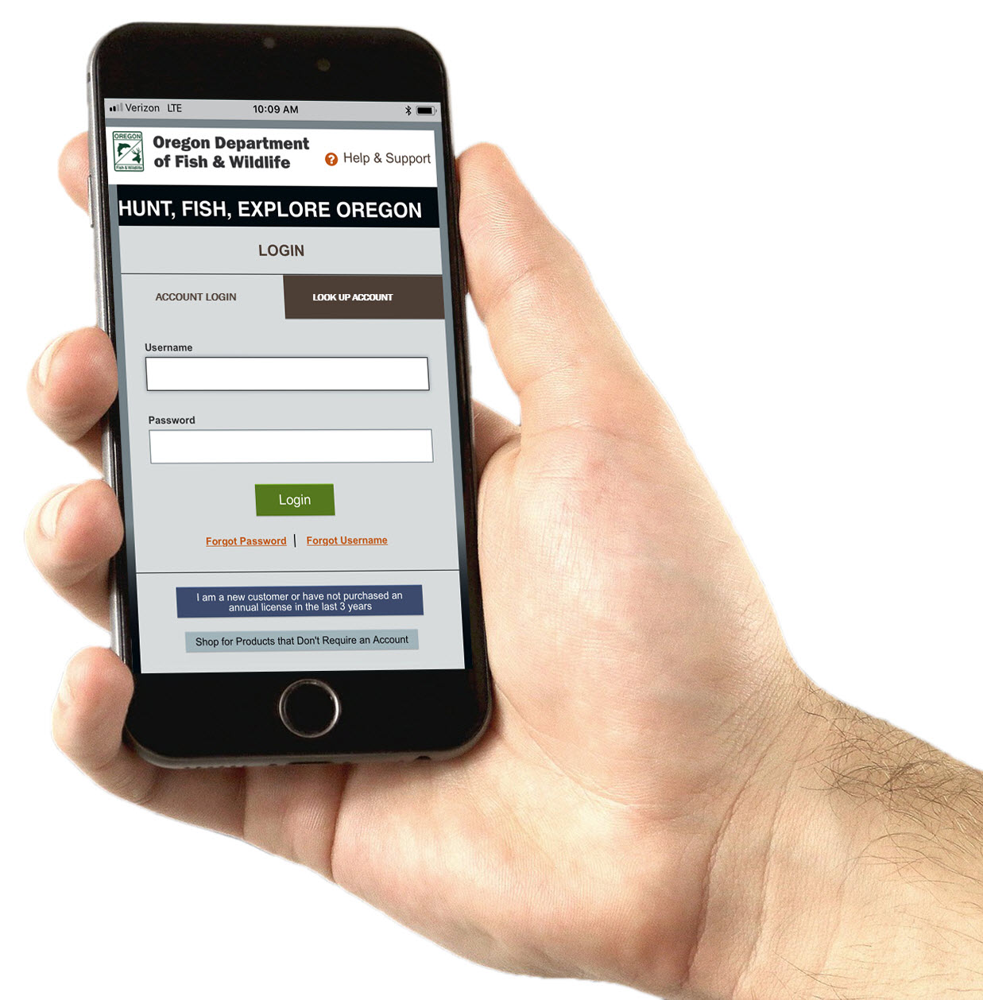 Verizon LTE 10:09 AM
OREGON
Fish & Wildlife
Oregon Department
of Fish & Wildlife
Help & Support
HUNT, FISH, EXPLORE OREGON
LOGIN
ACCOUNT LOGIN
LOOK UP ACCOUNT
Username
Password
Login
Forgot Password | Forgot Username
I am a new customer or have not purchased an
annual license in the last 3 years
Shop for Products that Don't Require an Account